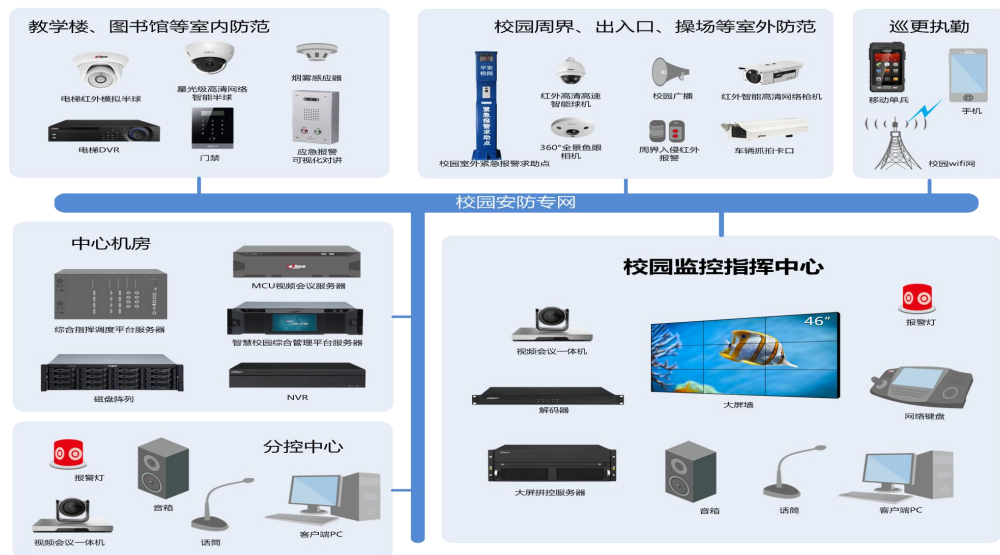 教学楼、图书馆等室内防范
电梯红外模拟半球
星光级高清网络
智能半球
烟雾感应器
电梯DVR
门禁
应急报警
可视化对讲
校园周界、出入口、操场等室外防范
平安
校园
紧急报警求助点
校园室外紧急报警求助点
红外高清高速
智能球机
校园广播
红外智能高清网络枪机
360°全景鱼眼
相机
周界入侵红外
报警
车辆抓拍卡口
巡更执勤
移动单兵
手机
校园wifi网
校园安防专网
中心机房
综合指挥调度平台服务器
MCU视频会议服务器
智慧校园综合管理平台服务器
磁盘阵列
NVR
分控中心
报警灯
音箱
视频会议一体机
话筒
客户端PC
校园监控指挥中心
视频会议一体机
46”
大屏墙
报警灯
解码器
网络键盘
大屏拼控服务器
音箱
话筒
客户端PC